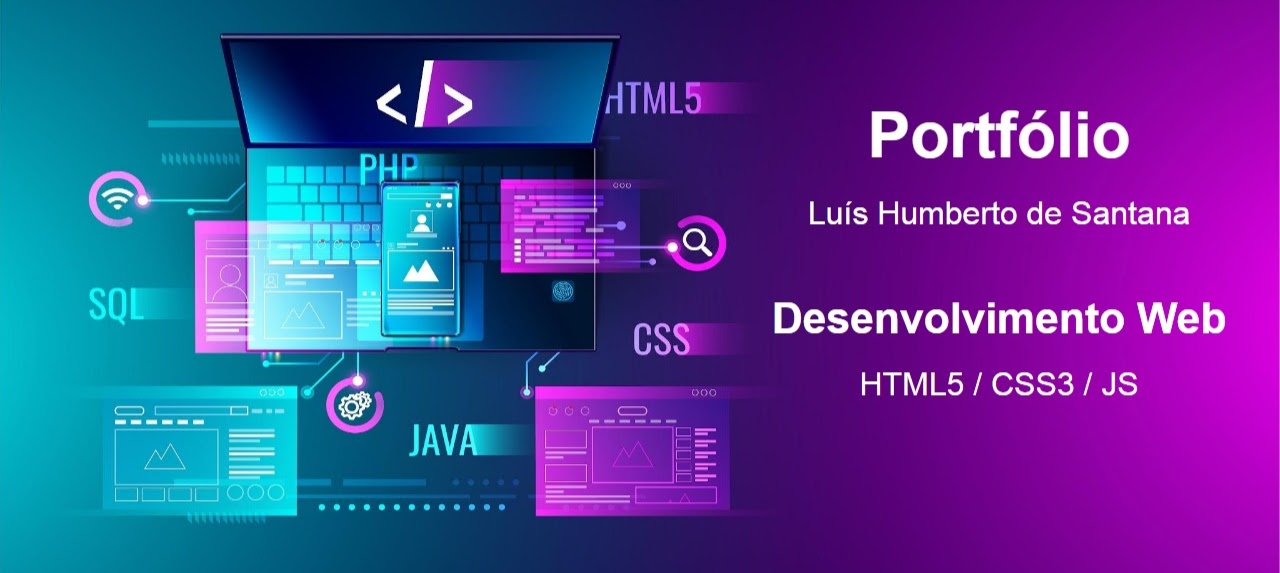 </>
HTML5
PHP
SQL
CSS
JAVA
Portfólio
Luís Humberto de Santana
Desenvolvimento Web
HTML5 / CSS3 / JS